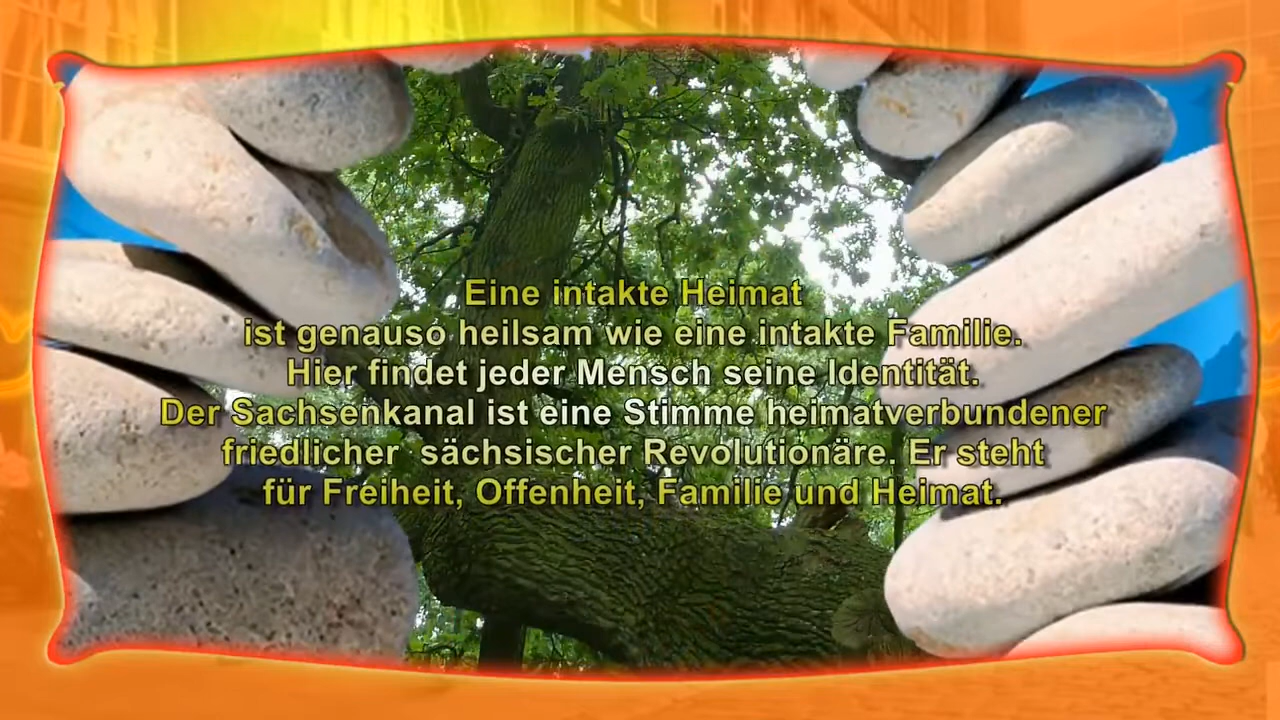 Eine intakte Heimat
ist genauso heilsam wie eine intakte Familie.
Hier findet jeder Mensch seine Identität.
Der Sachsenkanal ist eine Stimme heimatverbundener
friedlicher  sächsischer Revolutionäre. Er steht
für Freiheit, Offenheit, Familie und Heimat.